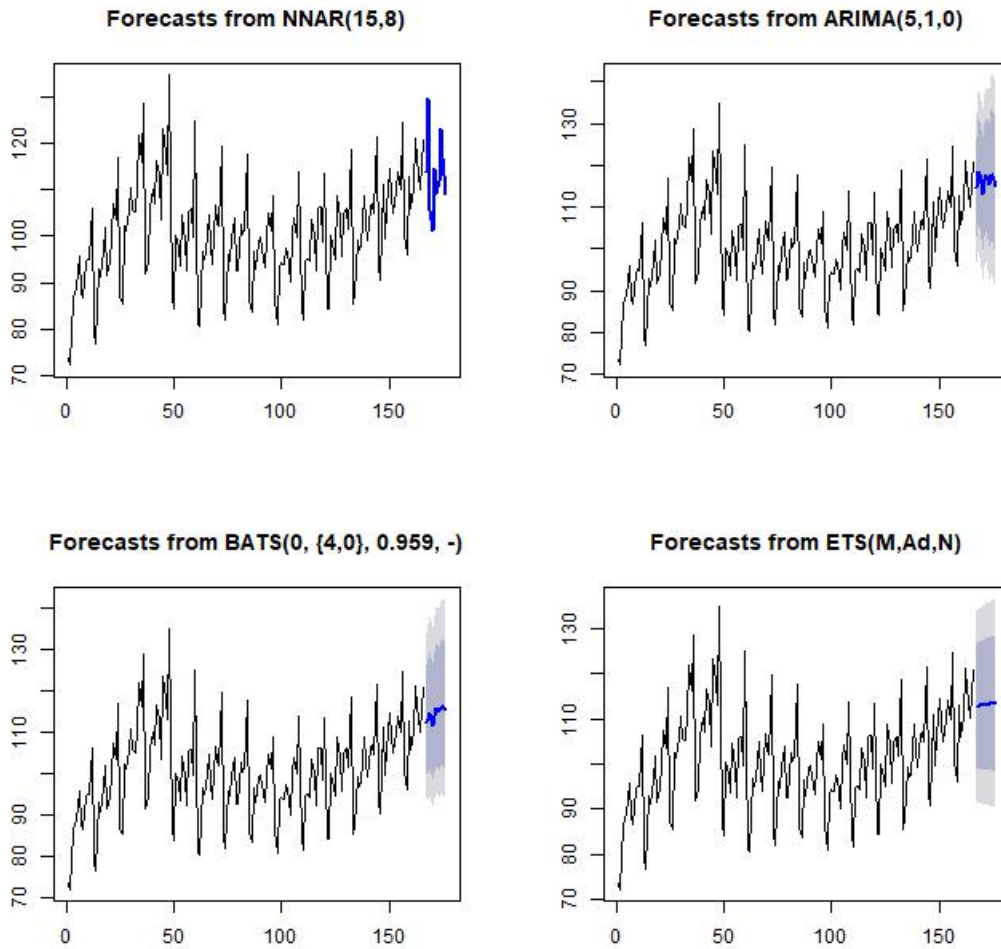 Forecasts from NNAR(15,8)
120
100
90
80
70
0 50 100 150
Forecasts from ARIMA(5,1,0)
130
110
90
70
0 50 100 150
Forecasts from BATS(0, {4,0}, 0.959, -)
130
110
90
80
70
0 50 100 150
Forecasts from ETS(M,Ad,N)
130
110
90
70
0 50 100 150